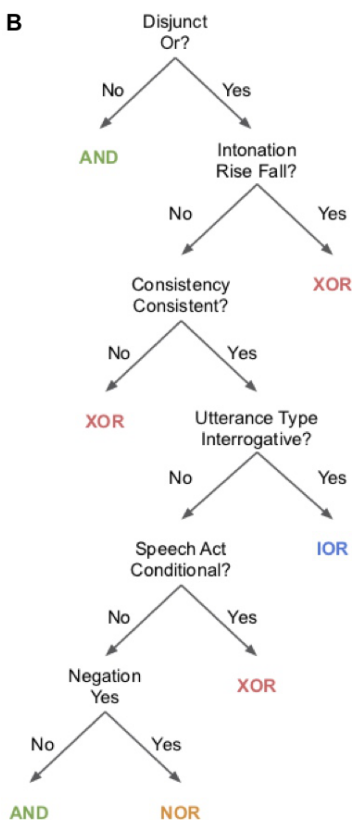 B
Disjunct
Or?
No
Yes
AND
Intonation
Rise Fall?
No
Yes
Consistency
Consistent?
XOR
No
Yes
XOR
Utterance Type
Interrogative?
No
Yes
Speech Act
Conditional?
IOR
No
Yes
Negation
Yes
XOR
No
Yes
AND
NOR